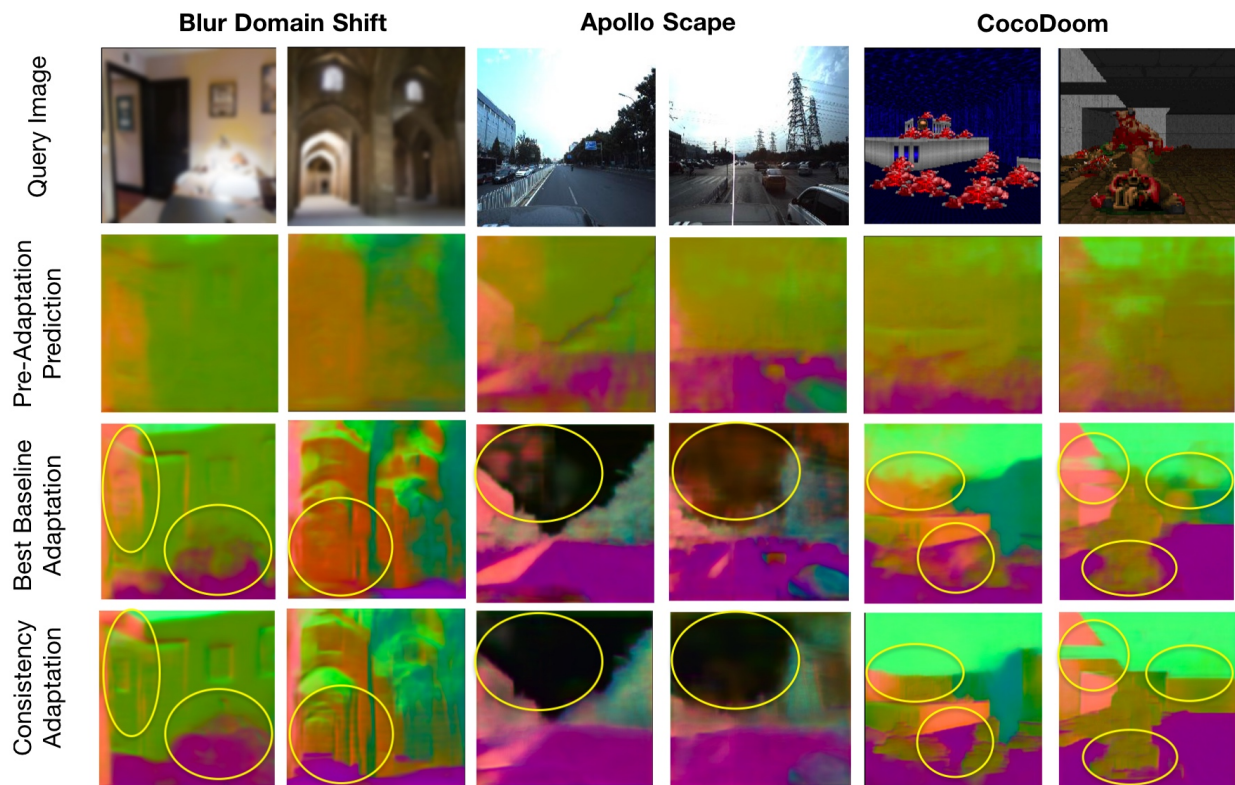 Blur Domain Shift
Apollo Scape
CocoDoom
Query Image
Pre-Adaptation
Prediction
Best Baseline
Adaptation
Consistency
Adaptation